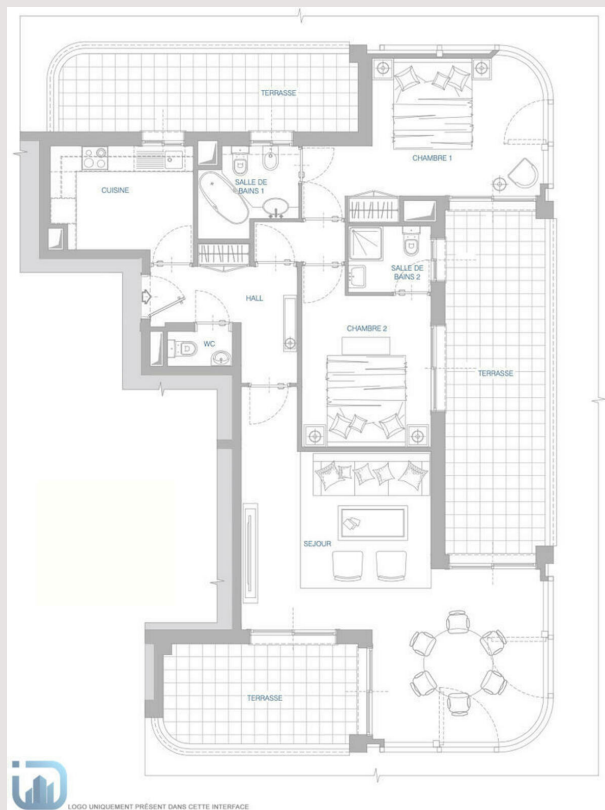 TERRASSE
CHAMBRE 1
CUISINE
SALLE DE
BAINS 1
SALLE DE
BAINS 2
HALL
CHAMBRE 2
WC
TERRASSE
SEJOUR
TERRASSE
LOGO UNIQUEMENT PRÉSENT DANS CETTE INTERFACE